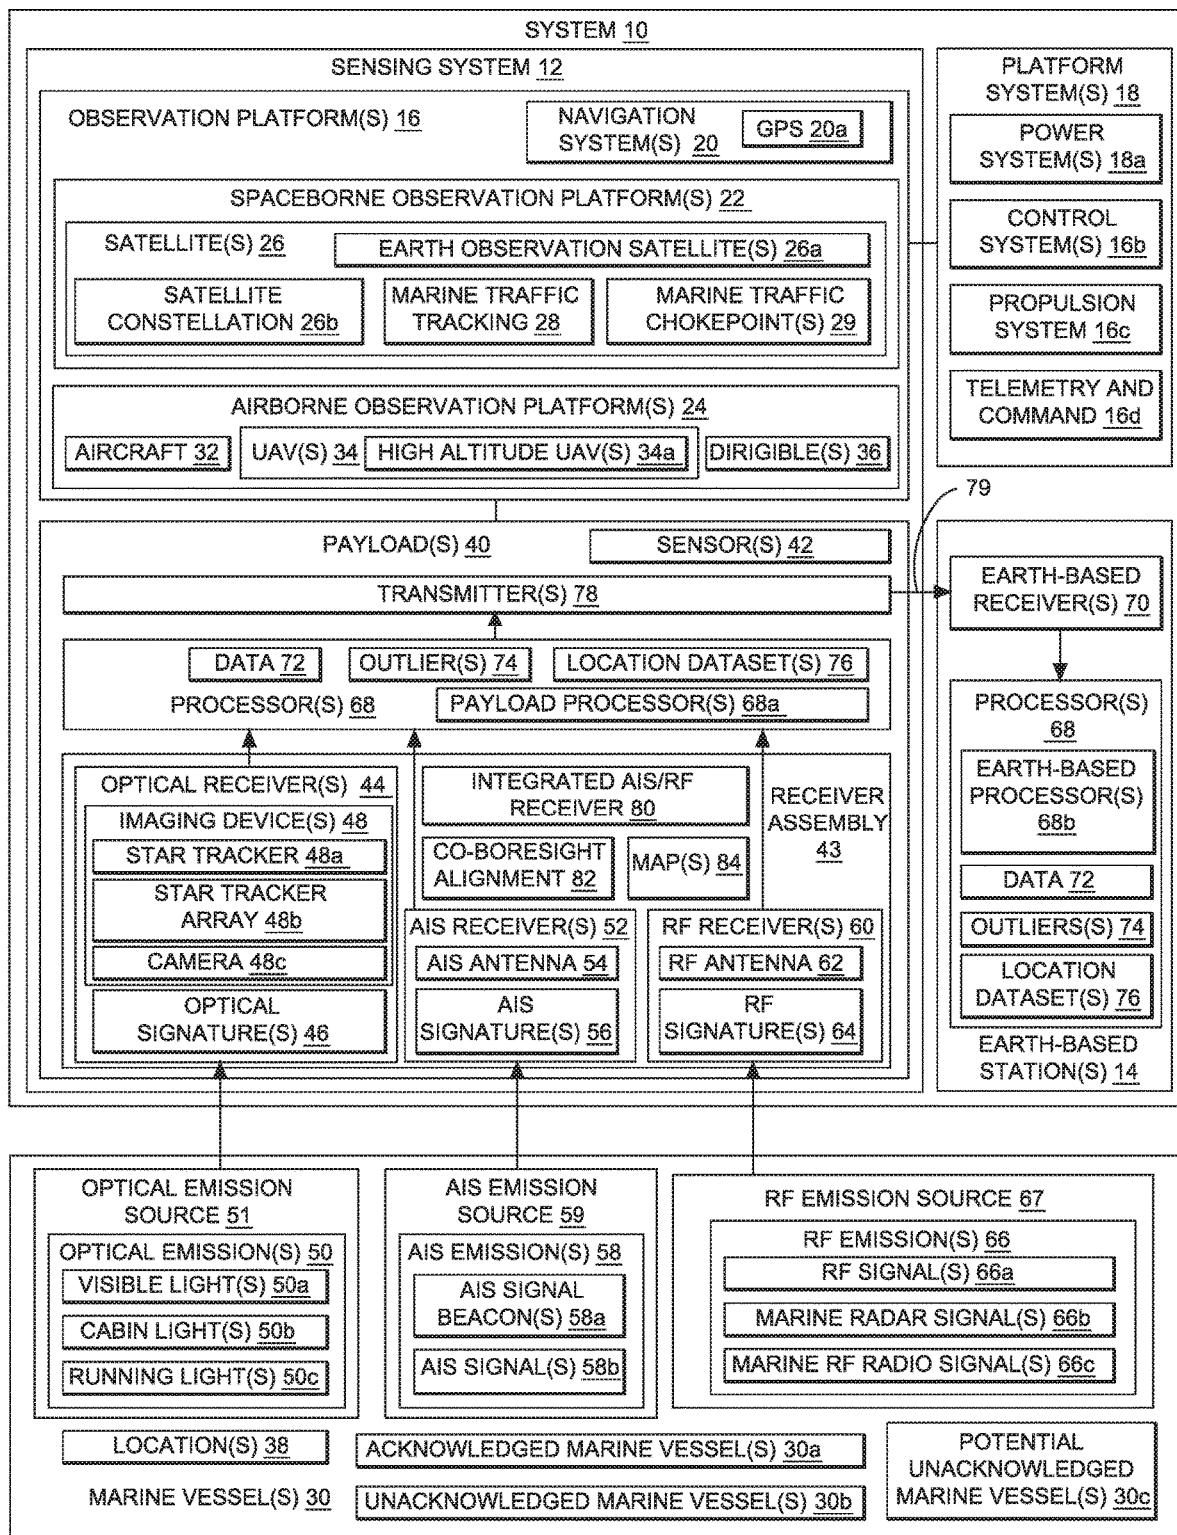 SYSTEM 10
SENSING SYSTEM 12
OBSERVATION PLATFORM(S) 16
NAVIGATION
SYSTEM(S) 20
GPS 20a
SPACEBORNE OBSERVATION PLATFORM(S) 22
SATELLITE(S) 26
EARTH OBSERVATION SATELLITE(S) 26a
SATELLITE
CONSTELLATION 26b
MARINE TRAFFIC
TRACKING 28
MARINE TRAFFIC
CHOKEPOINT(S) 29
AIRBORNE OBSERVATION PLATFORM(S) 24
AIRCRAFT 32
UAV(S) 34
HIGH ALTITUDE UAV(S) 34a
DIRIGIBLE(S) 36
PLATFORM
SYSTEM(S) 18
POWER
SYSTEM(S) 18a
CONTROL
SYSTEM(S) 16b
PROPULSION
SYSTEM 16c
TELEMETRY AND
COMMAND 16d
79
PAYLOAD(S) 40
SENSOR(S) 42
TRANSMITTER(S) 78
DATA 72
OUTLIER(S) 74
LOCATION DATASET(S) 76
PROCESSOR(S) 68
PAYLOAD PROCESSOR(S) 68a
OPTICAL RECEIVER(S) 44
IMAGING DEVICE(S) 48
STAR TRACKER 48a
STAR TRACKER
ARRAY 48b
CAMERA 48c
OPTICAL
SIGNATURE(S) 46
INTEGRATED AIS/RF
RECEIVER 80
RECEIVER
ASSEMBLY
43
CO-BORESIGHT
ALIGNMENT 82
MAP(S) 84
AIS RECEIVER(S) 52
AIS ANTENNA 54
AIS
SIGNATURE(S) 56
RF RECEIVER(S) 60
RF ANTENNA 62
RF
SIGNATURE(S) 64
EARTH-BASED
RECEIVER(S) 70
PROCESSOR(S)
68
EARTH-BASED
PROCESSOR(S)
68b
DATA 72
OUTLIERS(S) 74
LOCATION
DATASET(S) 76
EARTH-BASED
STATION(S) 14
OPTICAL EMISSION
SOURCE 51
OPTICAL EMISSION(S) 50
VISIBLE LIGHT(S) 50a
CABIN LIGHT(S) 50b
RUNNING LIGHT(S) 50c
AIS EMISSION
SOURCE 59
AIS EMISSION(S) 58
AIS SIGNAL
BEACON(S) 58a
AIS SIGNAL(S) 58b
RF EMISSION SOURCE 67
RF EMISSION(S) 66
RF SIGNAL(S) 66a
MARINE RADAR SIGNAL(S) 66b
MARINE RF RADIO SIGNAL(S) 66c
LOCATION(S) 38
ACKNOWLEDGED MARINE VESSEL(S) 30a
MARINE VESSEL(S) 30
UNACKNOWLEDGED MARINE VESSEL(S) 30b
POTENTIAL
UNACKNOWLEDGED
MARINE VESSEL(S) 30c